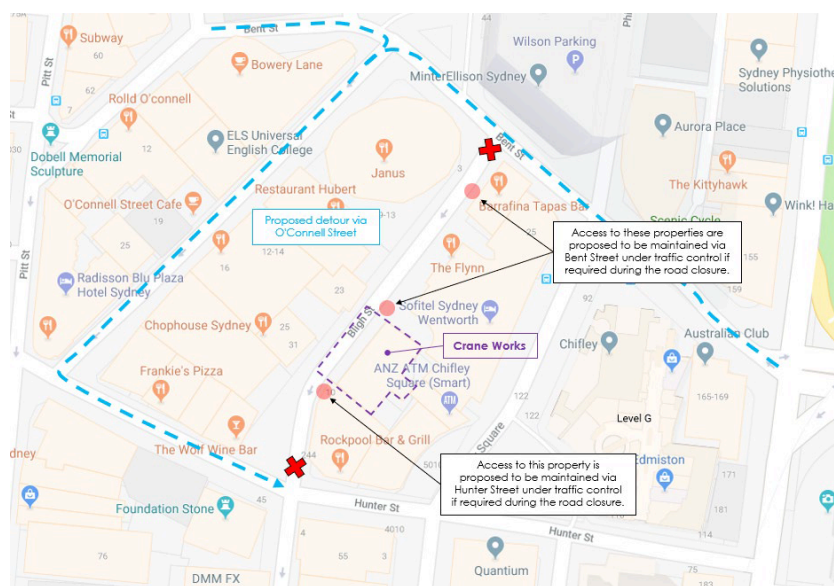 Subway
Bent St
Wilson Parking
Pitt St
7
62
Bowery Lane
MinterEllison Sydney
Sydney Physiothe
Solutions
60
Rolld O'connell
ELS Universal
English College
Bent St
Aurora Place
Dobell Memorial
Sculpture
12
Janus
3
The Kittyhawk
Restaurant Hubert
Barrafina Tapas Bar
Wink! Ha
O'Connell Street Cafe
Proposed detour via
O'Connell Street
9-13
Scenic Cycle
Access to these properties are
proposed to be maintained via
Bent Street under traffic control if
required during the road closure.
Pitt St
25
19
16
12-14
The Flynn
Radisson Blu Plaza
Hotel Sydney
23
Sofitel Sydney
Wentworth
92
Bligh St
Chophouse Sydney
25
31
Crane Works
Chifley
Australian Club
Frankie's Pizza
ANZ ATM Chifley
Square (Smart)
165-169
122
122
Level G
The Wolf Wine Bar
Rockpool Bar & Grill
244
Square
Edmiston
171
Access to this property is
proposed to be maintained via
Hunter Street under traffic control
if required during the road closure.
dney
45
Foundation Stone
Hunter St
181
Hunter St
4010
76
4
55
3
Quantium
DMM FX